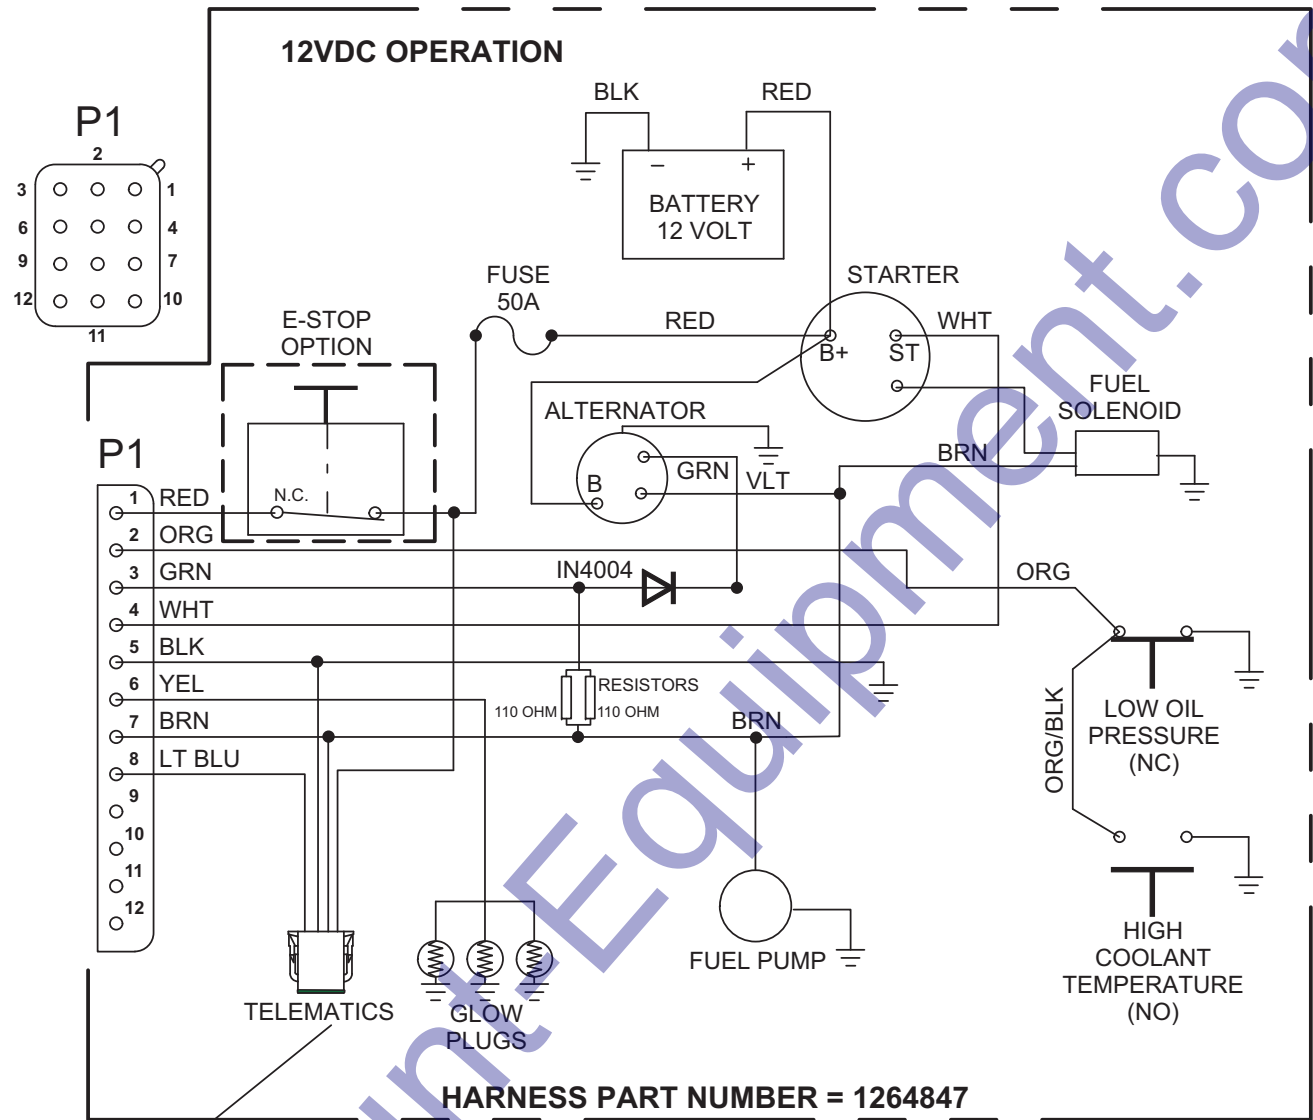 12VDC OPERATION
P1
2
3
1
6
4
9
7
12
10
11
BLK
RED
–
+
BATTERY
12 VOLT
FUSE
50A
E-STOP
OPTION
RED
STARTER
WHT
B+
ST
FUEL
SOLENOID
ALTERNATOR
BRN
GRN
VLT
B
P1
1
RED
N.C.
2
ORG
3
GRN
IN4004
ORG
4
WHT
5
BLK
6
YEL
RESISTORS
110 OHM
110 OHM
7
BRN
BRN
8
LT BLU
9
10
11
12
LOW OIL
PRESSURE
(NC)
ORG/BLK
FUEL PUMP
HIGH
COOLANT
TEMPERATURE
(NO)
TELEMATICS
GLOW
PLUGS
HARNESS PART NUMBER = 1264847
nt-Equipment.co